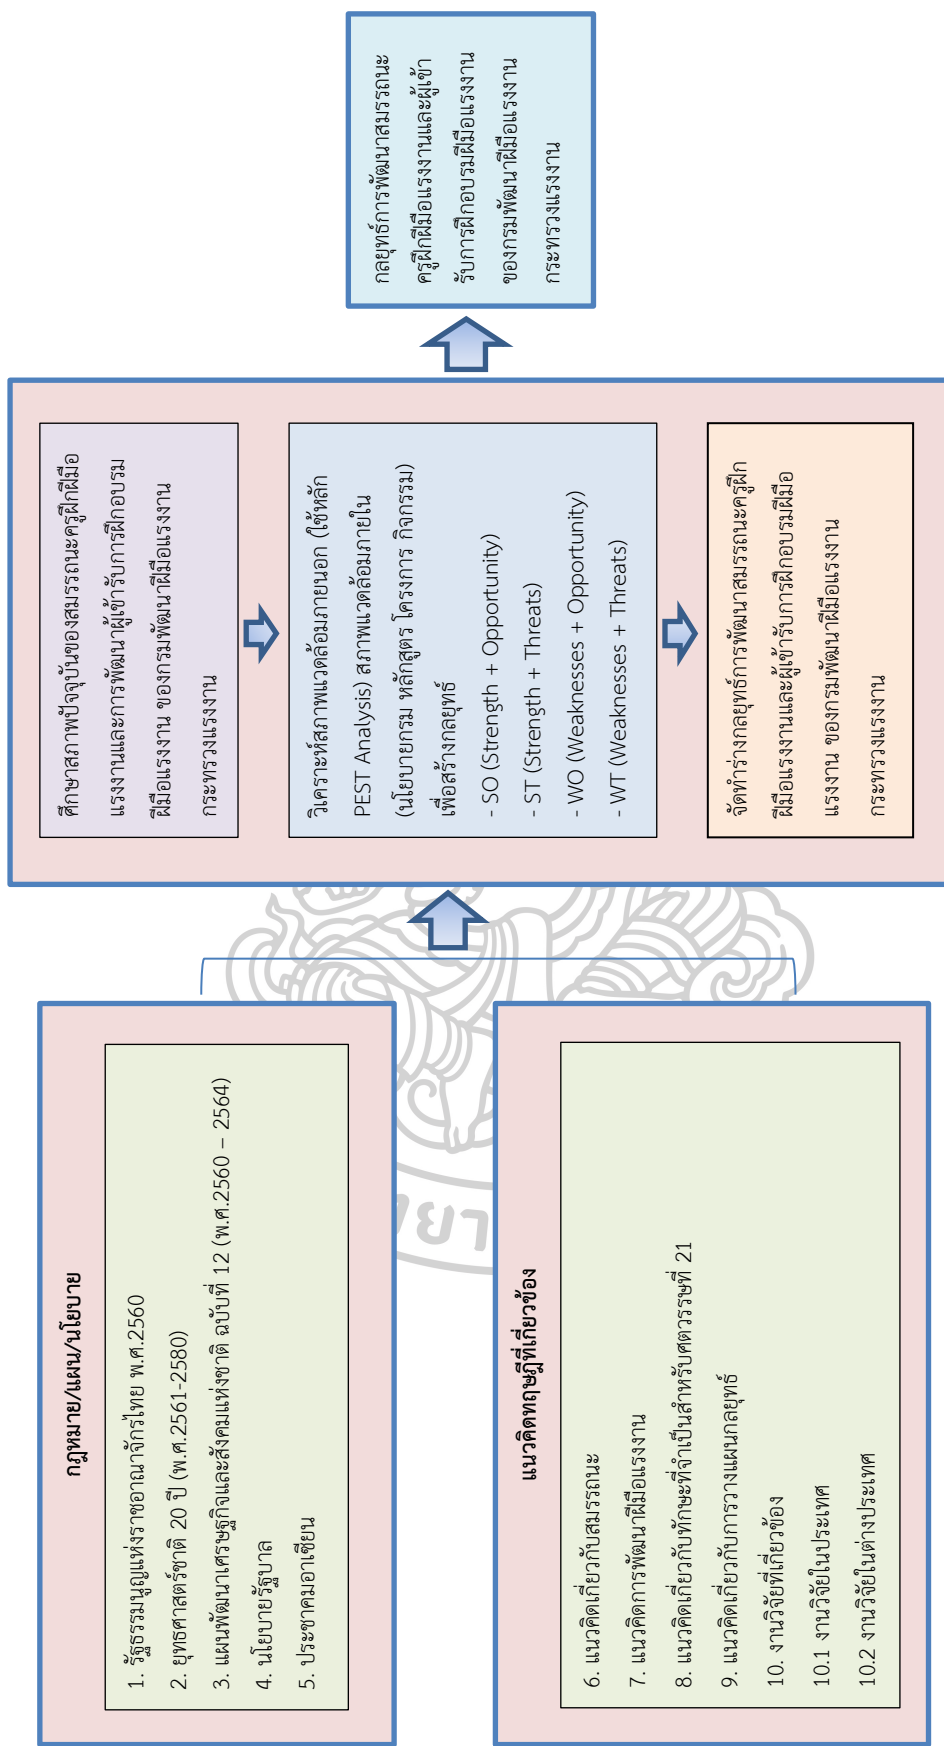 กฎหมาย/แผน/นโยบาย
1. รัฐธรรมนูญแห่งราชอาณาจักรไทย พ.ศ.2560
2. ยุทธศาสตร์ชาติ 20 ปี (พ.ศ.2561-2580)
3. แผนพัฒนาเศรษฐกิจและสังคมแห่งชาติ ฉบับที่ 12 (พ.ศ.2560 – 2564)
4. นโยบายรัฐบาล
5. ประชาคมอาเซียน
แนวคิดทฤษฎีที่เกี่ยวข้อง
6. แนวคิดเกี่ยวกับสมรรถนะ
7. แนวคิดการพัฒนาฝีมือแรงงาน
8. แนวคิดเกี่ยวกับทักษะที่จำเป็นสำหรับศตวรรษที่ 21
9. แนวคิดเกี่ยวกับการวางแผนกลยุทธ์
10. งานวิจัยที่เกี่ยวข้อง
10.1 งานวิจัยในประเทศ
10.2 งานวิจัยในต่างประเทศ
ศึกษาสภาพปัจจุบันของสมรรถนะครูฝึกฝีมือ
แรงงานและการพัฒนาผู้เข้ารับการฝึกอบรม
ฝีมือแรงงาน ของกรมพัฒนาฝีมือแรงงาน
กระทรวงแรงงาน
วิเคราะห์สภาพแวดล้อมภายนอก (ใช้หลัก
PEST Analysis) สภาพแวดล้อมภายใน
(นโยบายกรม หลักสูตร โครงการ กิจกรรม)
เพื่อสร้างกลยุทธ์
- SO (Strength + Opportunity)
- ST (Strength + Threats)
- WO (Weaknesses + Opportunity)
- WT (Weaknesses + Threats)
จัดทำร่างกลยุทธ์การพัฒนาสมรรถนะครูฝึก
ฝีมือแรงงานและผู้เข้ารับการฝึกอบรมฝีมือ
แรงงาน ของกรมพัฒนาฝีมือแรงงาน
กระทรวงแรงงาน
กลยุทธ์การพัฒนาสมรรถนะ
ครูฝึกฝีมือแรงงานและผู้เข้า
รับการฝึกอบรมฝีมือแรงงาน
ของกรมพัฒนาฝีมือแรงงาน
กระทรวงแรงงาน